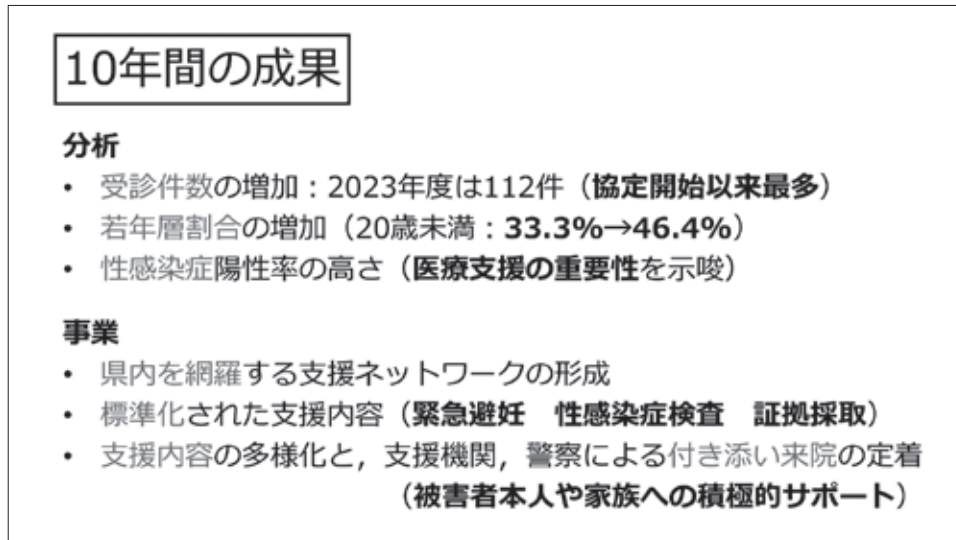 10年間の成果
分析
• 受診件数の増加：2023年度は112件（協定開始以来最多）
• 若年層割合の増加（20歳未満：33.3%→46.4%）
• 性感染症陽性率の高さ（医療支援の重要性を示唆）
事業
• 県内を網羅する支援ネットワークの形成
• 標準化された支援内容（緊急避妊　性感染症検査　証拠採取）
• 支援内容の多様化と，支援機関，警察による付き添い来院の定着
（被害者本人や家族への積極的サポート）